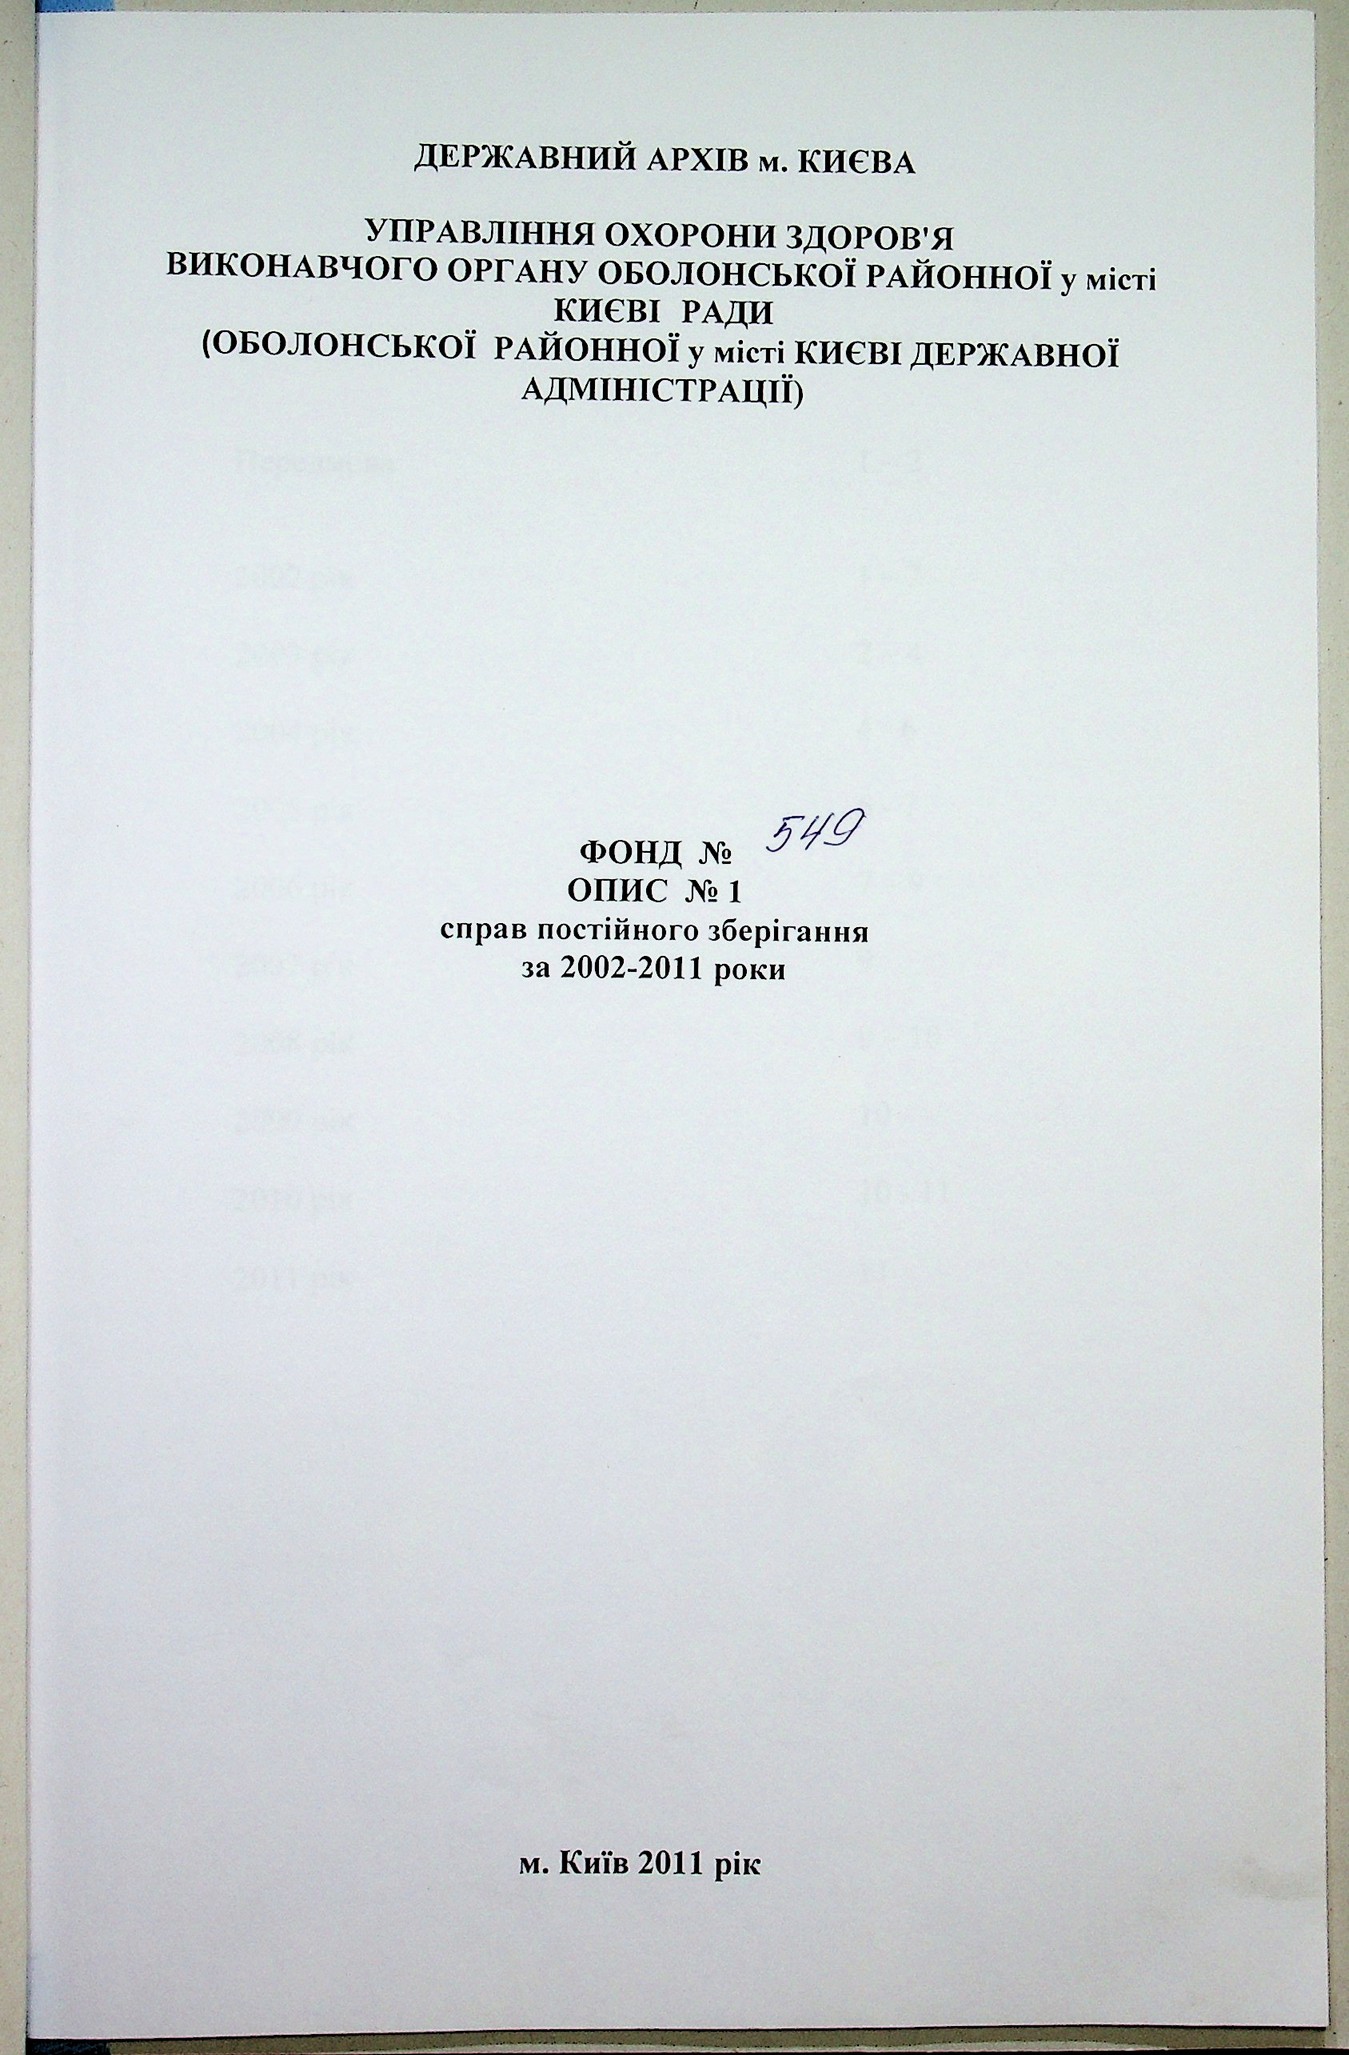 ДЕРЖАВНИЙ АРХІВ м. КИЄВА
УПРАВЛІННЯ ОХОРОНИ ЗДОРОВ'Я
ВИКОНАВЧОГО ОРГАНУ ОБОЛОНСЬКОЇ РАЙОННОЇ у місті
КИЄВІ РАДИ
(ОБОЛОНСЬКОЇ РАЙОННОЇ у місті КИЄВІ ДЕРЖАВНОЇ
АДМІНІСТРАЦІЇ)
ФОНД № 549
ОПИС № 1
справ постійного зберігання
за 2002-2011 роки
м. Київ 2011 рік